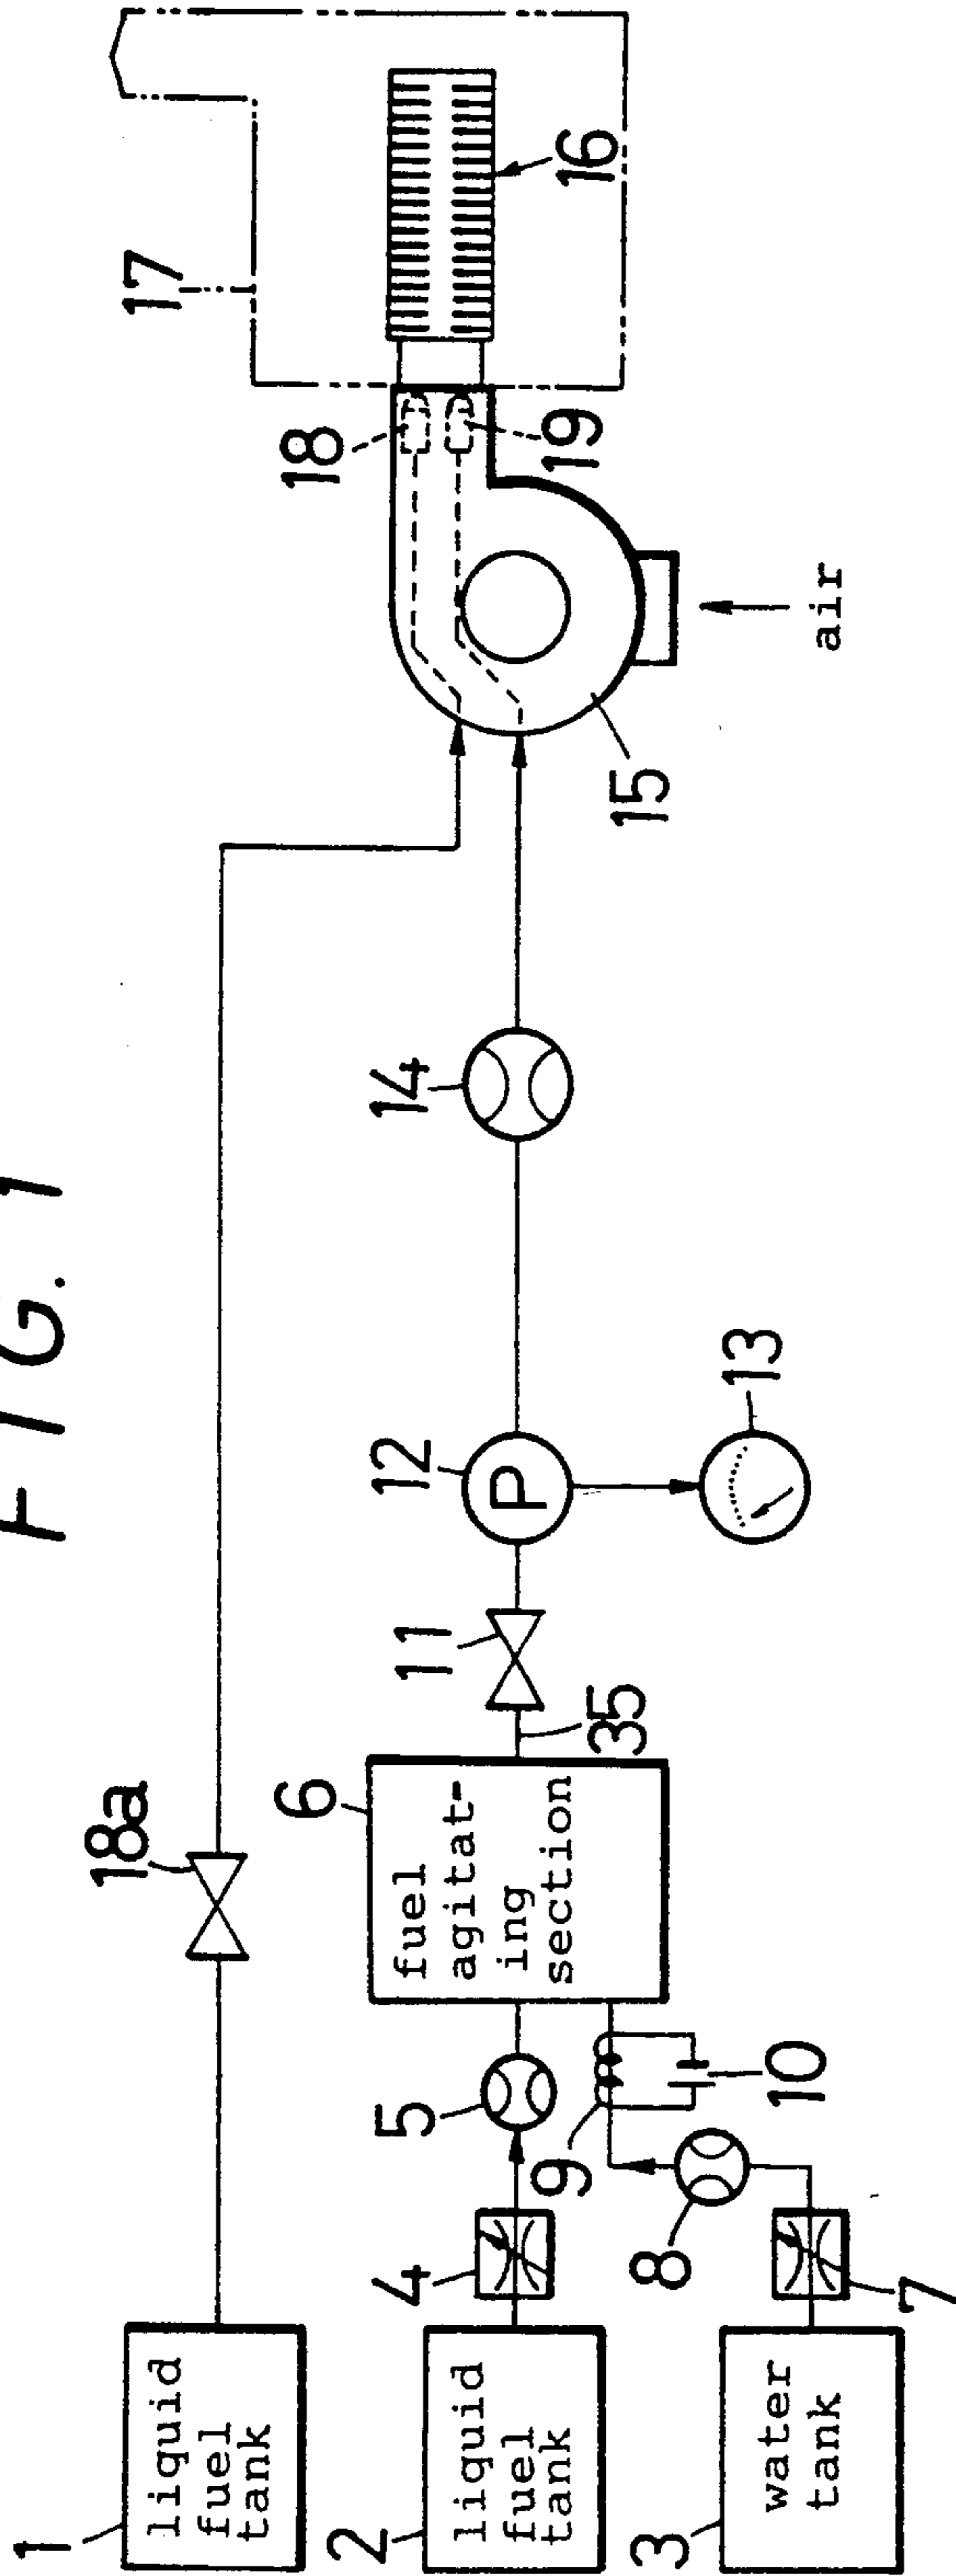 FIG. 1
17
16
18
19
air
15
14
13
12
11
35
18a
6
fuel
agitat-
ing
section
5
9
10
4
8
7
P
1
liquid
fuel
tank
2
liquid
fuel
tank
3
water
tank